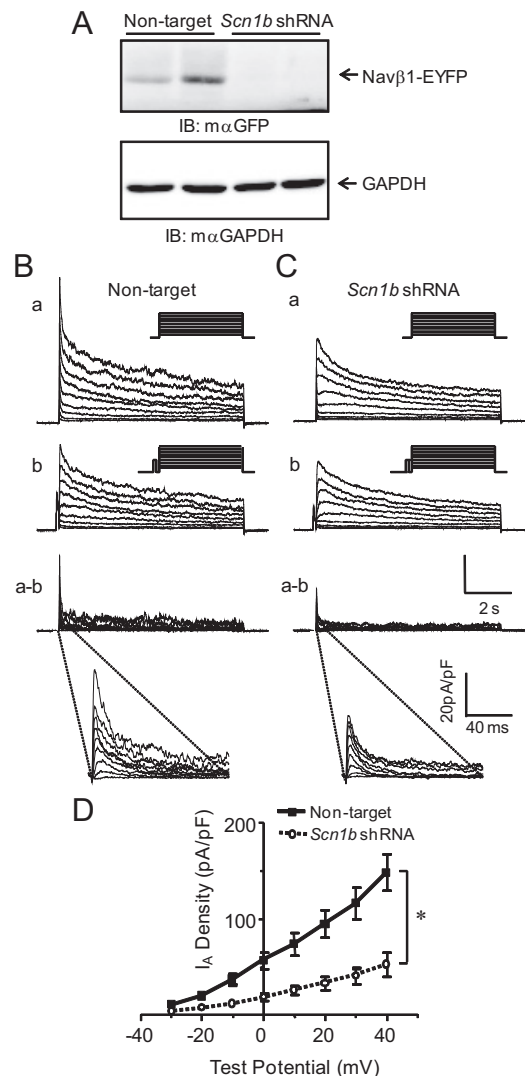 A
Non-target Scn1b shRNA
Navβ1-EYFP
IB: mαGFP
GAPDH
IB: mαGAPDH
B
Non-target
a
b
a-b
C
Scn1b shRNA
a
b
a-b
2 s
20pA/pF
40 ms
D
Non-target
Scn1b shRNA
200
100
IA Density (pA/pF)
*
-40 -20 0 20 40
Test Potential (mV)